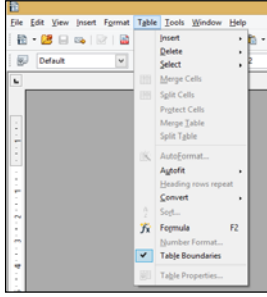 File Edit View Insert Format Table Tools Window Help
Default
Insert
Delete
Select
Merge Cells
Split Cells
Protect Cells
Merge Table
Split Table
AutoFormat...
Autofit
Heading rows repeat
Convert
Sort...
Formula F2
Number Format...
Table Boundaries
Table Properties...